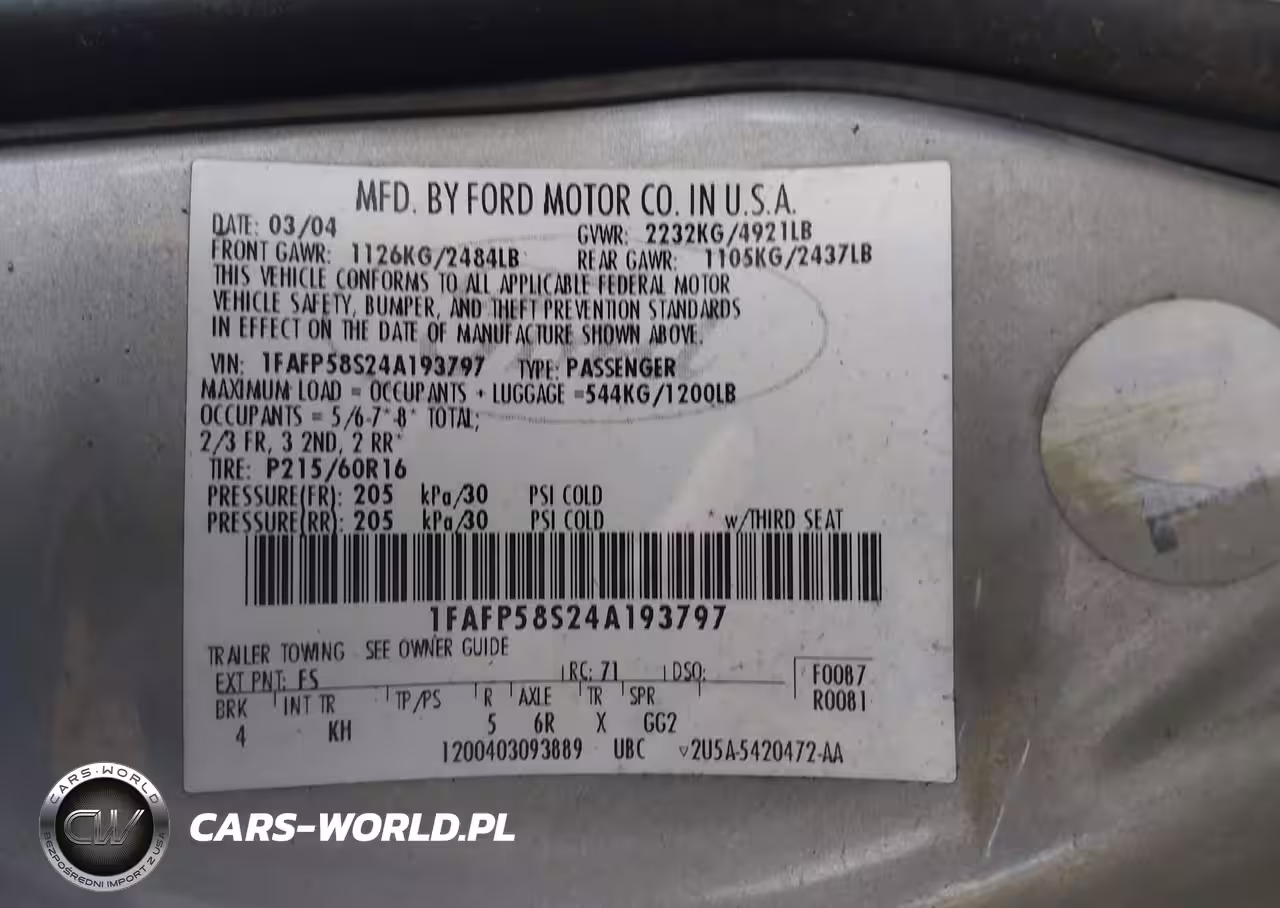 MFD. BY FORD MOTOR CO. IN U.S.A.
DATE: 03/04 GVWR: 2232KG/4921LB
FRONT GAWR: 1126KG/2484LB REAR GAWR: 1105KG/2437LB
THIS VEHICLE CONFORMS TO ALL APPLICABLE FEDERAL MOTOR
VEHICLE SAFETY, BUMPER, AND THEFT PREVENTION STANDARDS
IN EFFECT ON THE DATE OF MANUFACTURE SHOWN ABOVE.
VIN: 1FAFP58S24A193797 TYPE: PASSENGER
MAXIMUM LOAD = OCCUPANTS + LUGGAGE =544KG/1200LB
OCCUPANTS = 5/6-7*-8* TOTAL;
2/3 FR, 3 2ND, 2 RR*
TIRE: P215/60R16
PRESSURE(FR): 205 kPa/30 PSI COLD
PRESSURE(RR): 205 kPa/30 PSI COLD * w/THIRD SEAT
1FAFP58S24A193797
TRAILER TOWING - SEE OWNER GUIDE
EXT PNT: FS RC: 71 DSO: F0087
BRK INT TR TP/PS R AXLE TR SPR R0081
4 KH 5 6R X GG2
1200403093889 UBC ▽2U5A-5420472-AA
CARS-WORLD
CW
BEZPOŚREDNI IMPORT Z USA
CARS-WORLD.PL